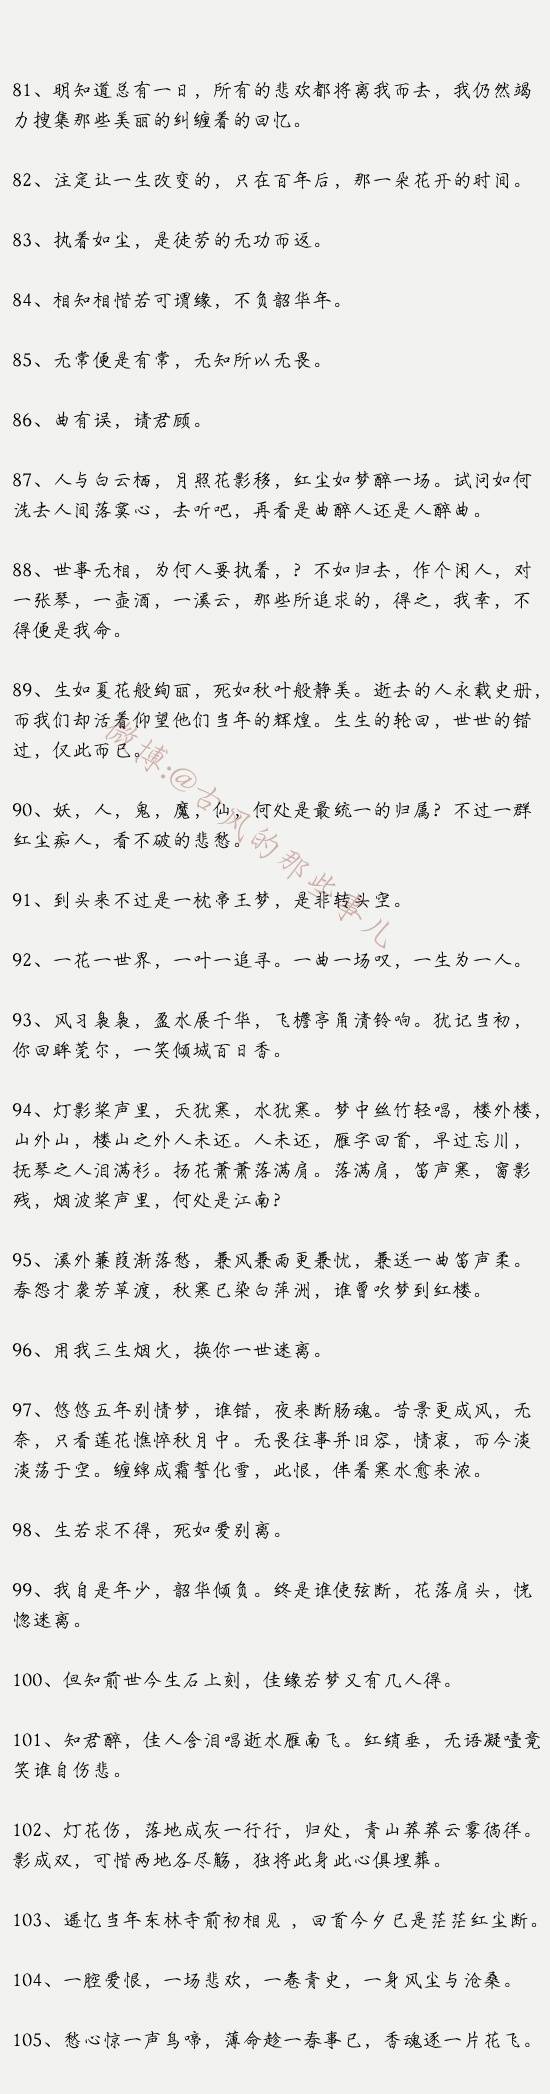 81、明知道总有一日，所有的悲欢都将离我而去，我仍然竭
力搜集那些美丽的纠缠着的回忆。
82、注定让一生改变的，只在百年后，那一朵花开的时间。
83、执着如尘，是徒劳的无功而返。
84、相知相惜若可谓缘，不负韶华年。
85、无常便是有常，无知所以无畏。
86、曲有误，请君顾。
87、人与白云栖，月照花影移，红尘如梦醉一场。试问如何
洗去人间落寞心，去听吧，再看是曲醉人还是人醉曲。
88、世事无相，为何人要执着，？不如归去，作个闲人，对
一张琴，一壶酒，一溪云，那些所追求的，得之，我幸，不
得便是我命。
89、生如夏花般绚丽，死如秋叶般静美。逝去的人永载史册，
而我们却活着仰望他们当年的辉煌。生生的轮回，世世的错
过，仅此而已。
微博:@古风的那些事儿
90、妖，人，鬼，魔，仙，何处是最统一的归属？不过一群
红尘痴人，看不破的悲愁。
91、到头来不过是一枕帝王梦，是非转头空。
92、一花一世界，一叶一追寻。一曲一场叹，一生为一人。
93、风习袅袅，盈水展千华，飞檐亭角清铃响。犹记当初，
你回眸莞尔，一笑倾城百日香。
94、灯影桨声里，天犹寒，水犹寒。梦中丝竹轻唱，楼外楼，
山外山，楼山之外人未还。人未还，雁字回首，早过忘川，
抚琴之人泪满衫。扬花萧萧落满肩。落满肩，笛声寒，窗影
残，烟波桨声里，何处是江南？
95、溪外蒹葭渐落愁，兼风兼雨更兼忧，兼送一曲笛声柔。
春怨才袭芳草渡，秋寒已染白萍洲，谁曾吹梦到红楼。
96、用我三生烟火，换你一世迷离。
97、悠悠五年别情梦，谁错，夜来断肠魂。昔景更成风，无
奈，只看莲花憔悴秋月中。无畏往事并旧容，情哀，而今淡
淡荡于空。缠绵成霜誓化雪，此恨，伴着寒水愈来浓。
98、生若求不得，死如爱别离。
99、我自是年少，韶华倾负。终是谁使弦断，花落肩头，恍
惚迷离。
100、但知前世今生石上刻，佳缘若梦又有几人得。
101、知君醉，佳人含泪唱逝水雁南飞。红绡垂，无语凝噎竟
笑谁自伤悲。
102、灯花伤，落地成灰一行行，归处，青山莽莽云雾徜徉。
影成双，可惜两地各尽觞，独将此身此心俱埋葬。
103、遥忆当年东林寺前初相见 ，回首今夕已是茫茫红尘断。
104、一腔爱恨，一场悲欢，一卷青史，一身风尘与沧桑。
105、愁心惊一声鸟啼，薄命趁一春事已，香魂逐一片花飞。